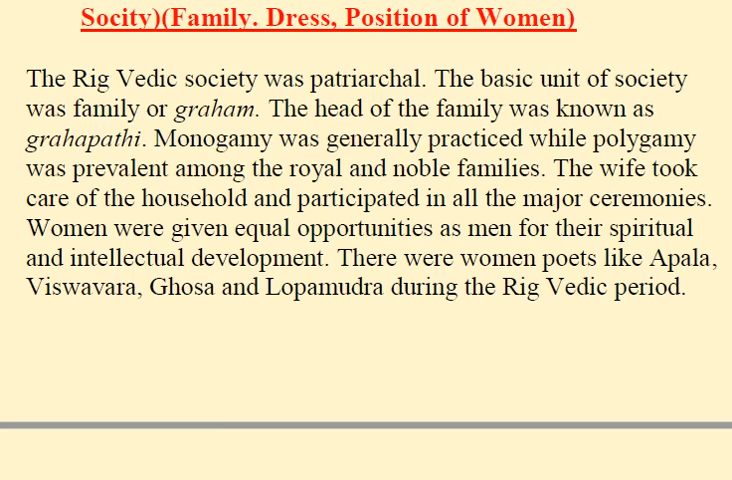 Socity)(Family. Dress, Position of Women)
The Rig Vedic society was patriarchal. The basic unit of society
was family or graham. The head of the family was known as
grahapathi. Monogamy was generally practiced while polygamy
was prevalent among the royal and noble families. The wife took
care of the household and participated in all the major ceremonies.
Women were given equal opportunities as men for their spiritual
and intellectual development. There were women poets like Apala,
Viswavara, Ghosa and Lopamudra during the Rig Vedic period.